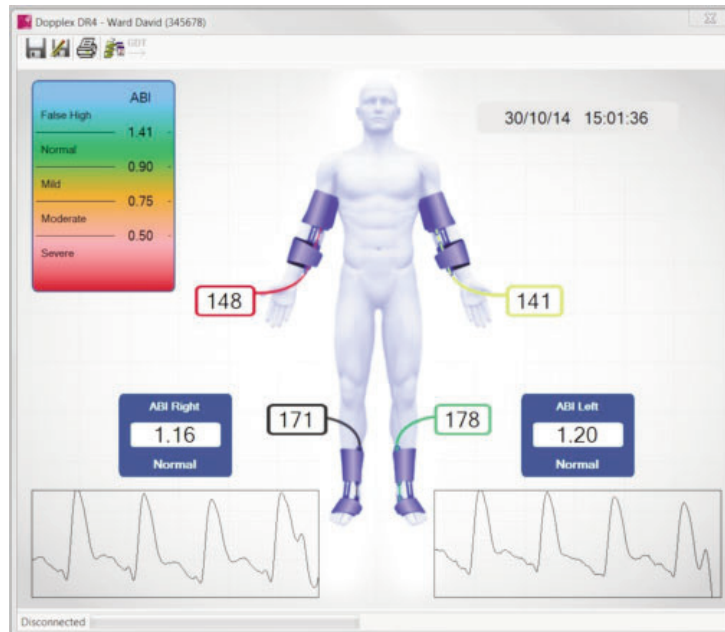 Dopplex DR4 - Ward David (345678)
GDT
ABI
False High
1.41
Normal
0.90
Mild
0.75
Moderate
0.50
Severe
30/10/14 15:01:36
148
141
ABI Right
1.16
Normal
171
178
ABI Left
1.20
Normal
Disconnected